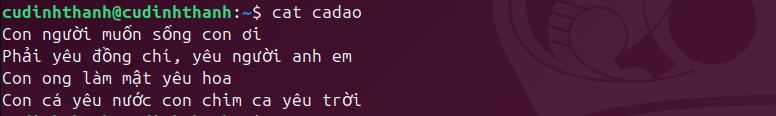 cudinhthanh@cudinhthanh:~$ cat cadao
Con người muốn sống con ơi
Phải yêu đồng chí, yêu người anh em
Con ong làm mật yêu hoa
Con cá yêu nước con chim ca yêu trời